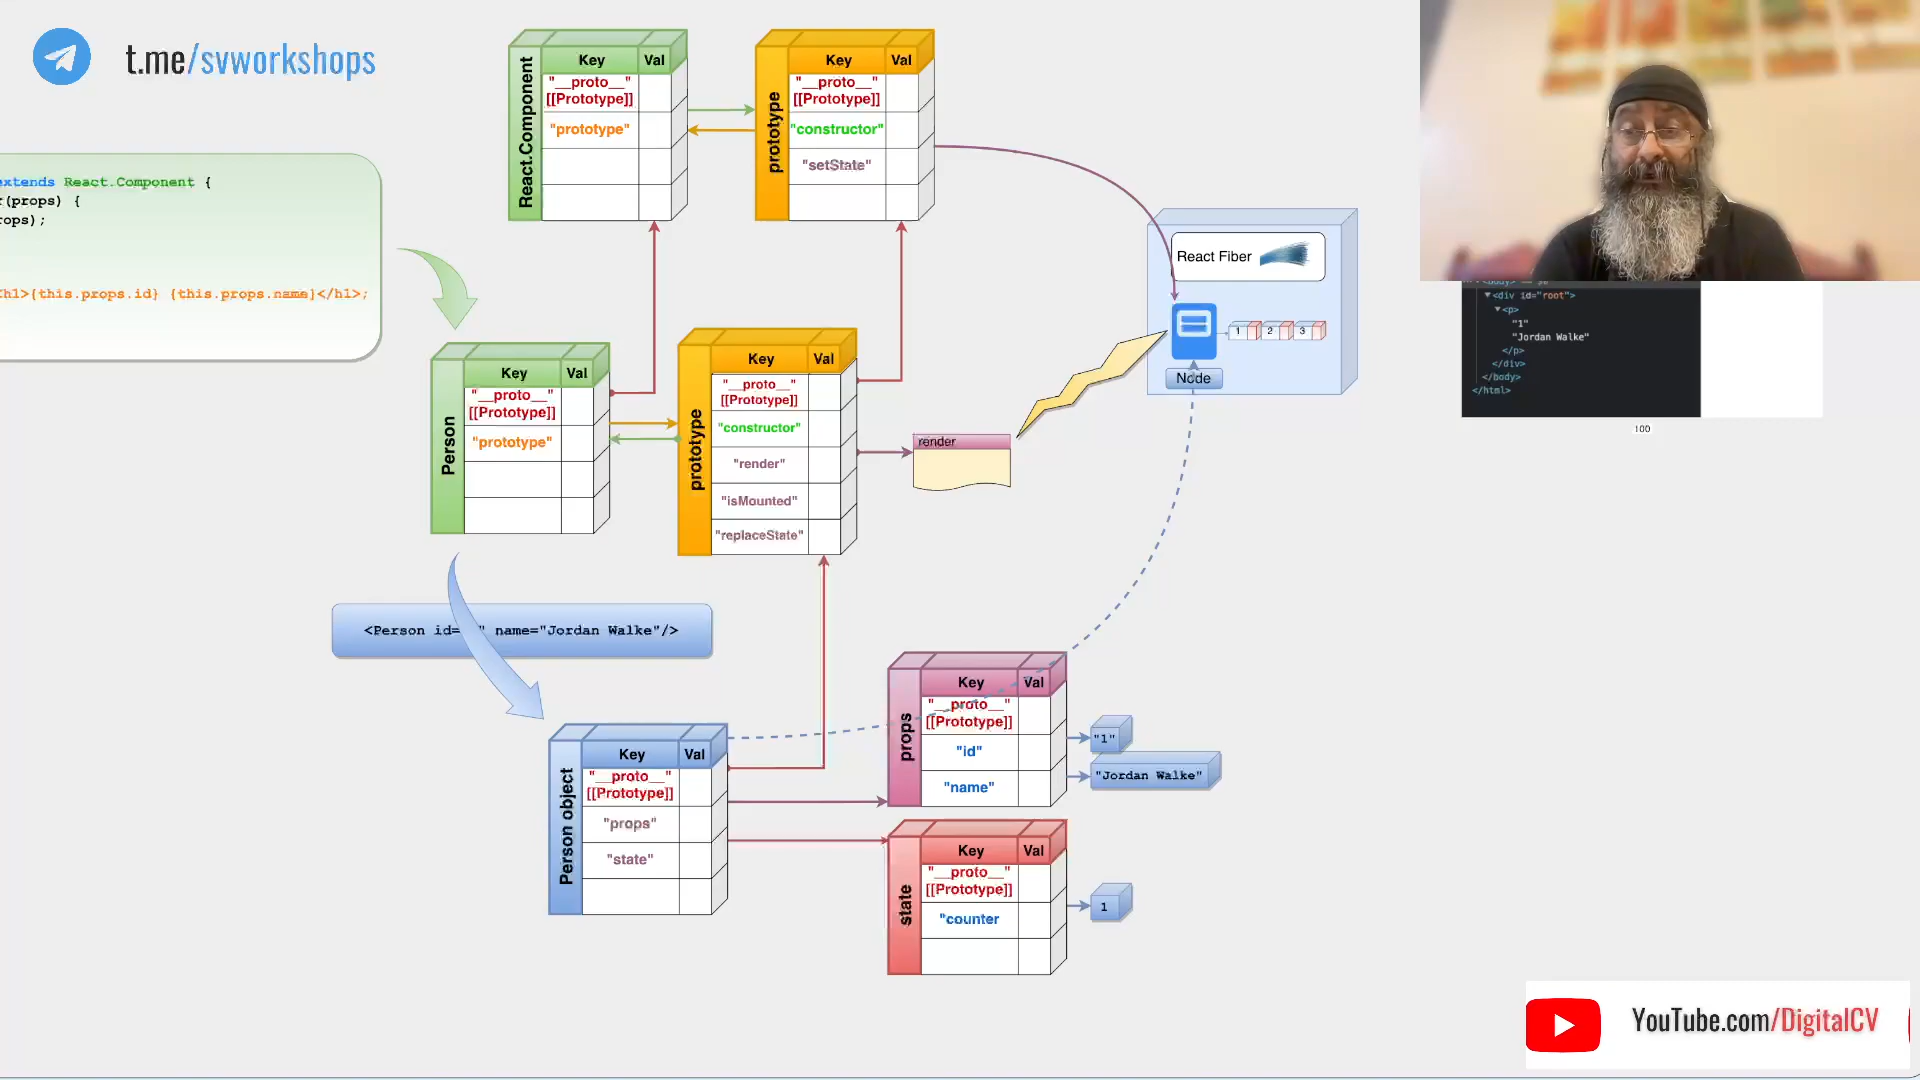 t.me/svworkshops
extends React.Component {
r(props) {
rops);
h1>{this.props.id} {this.props.name}</h1>;
React.Component
Key Val
"__proto__"
[[Prototype]]
"prototype"
prototype
Key Val
"__proto__"
[[Prototype]]
"constructor"
"setState"
React Fiber
1 2 3
Node
<div id="root">
<p>
"1"
"Jordan Walke"
</p>
</div>
</body>
</html>
100
Person
Key Val
"__proto__"
[[Prototype]]
"prototype"
prototype
Key Val
"__proto__"
[[Prototype]]
"constructor"
"render"
"isMounted"
"replaceState"
render
<Person id= " name="Jordan Walke"/>
Person object
Key Val
"__proto__"
[[Prototype]]
"props"
"state"
props
Key Val
"__proto__"
[[Prototype]]
"id"
"name"
"1"
"Jordan Walke"
state
Key Val
"__proto__"
[[Prototype]]
"counter
1
YouTube.com/DigitalCV